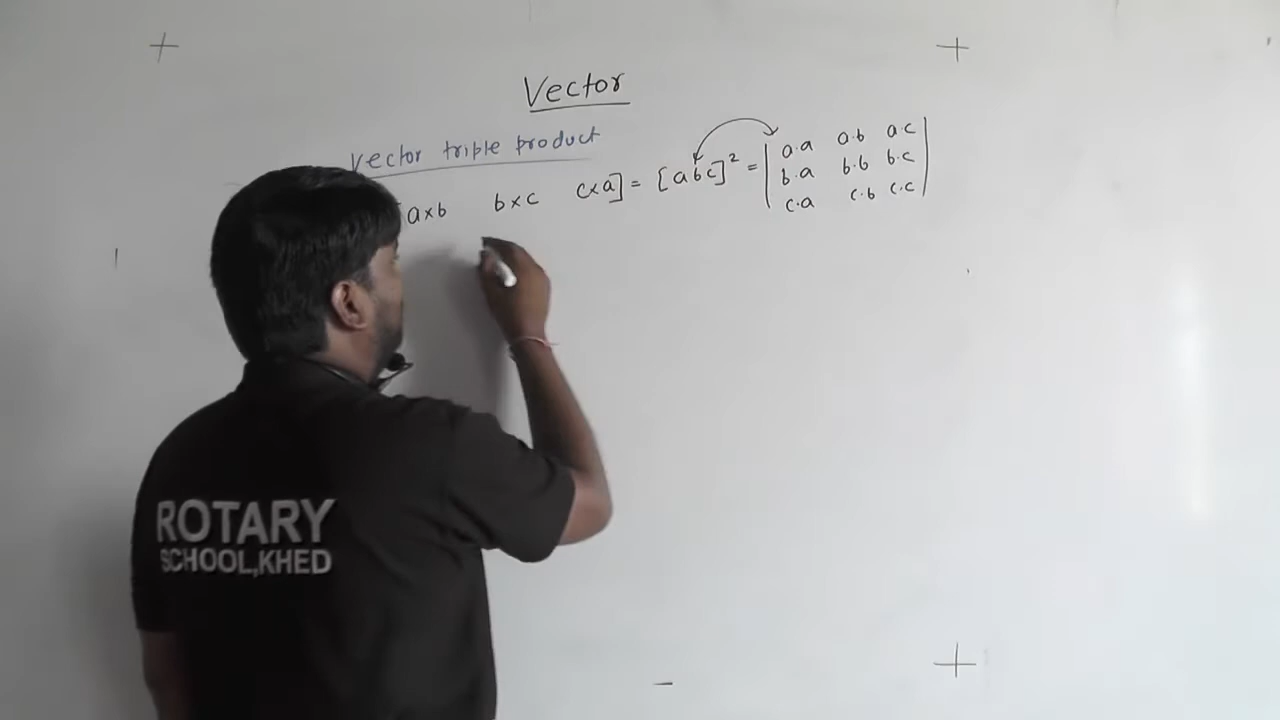 Vector
Vector triple product
[a×b b×c c×a] = [abc]² = | a·a a·b a·c |
| b·a b·b b·c |
| c·a c·b c·c |
ROTARY
SCHOOL,KHED